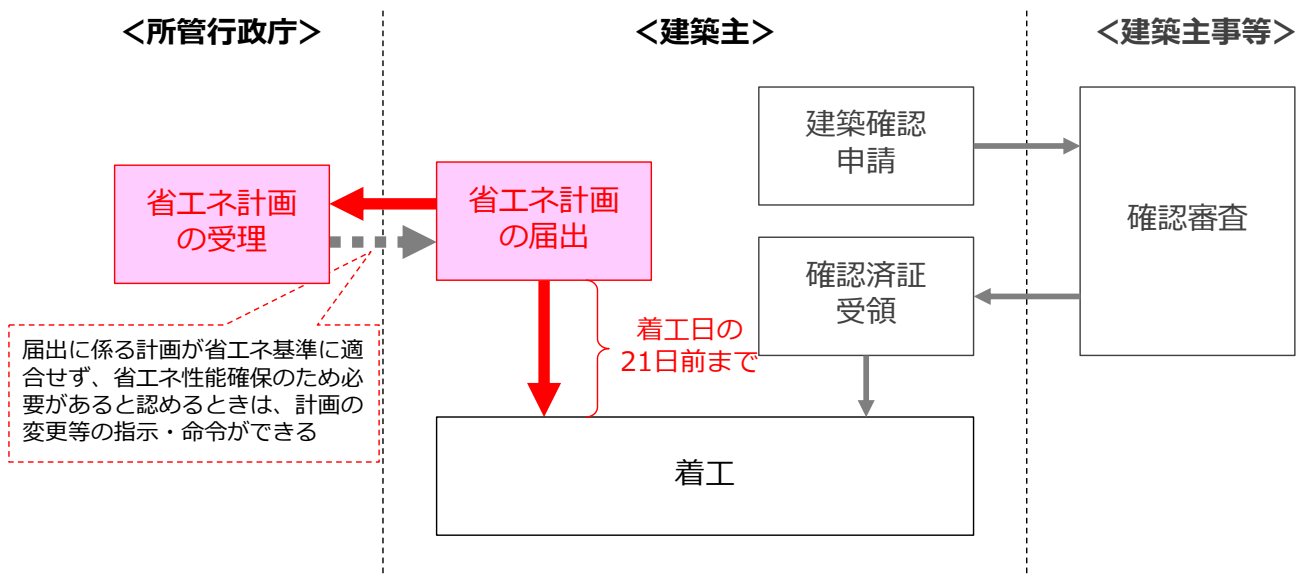 ＜所管行政庁＞
＜建築主＞
＜建築主事等＞
建築確認
申請
確認審査
省エネ計画
の受理
省エネ計画
の届出
確認済証
受領
着工日の
21日前まで
届出に係る計画が省エネ基準に適
合せず、省エネ性能確保のため必
要があると認めるときは、計画の
変更等の指示・命令ができる
着工